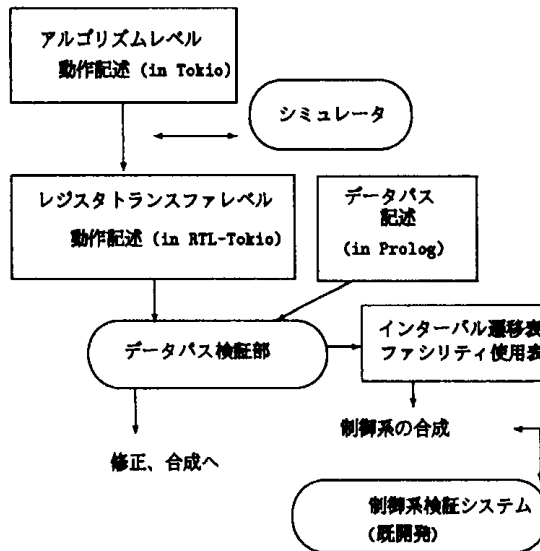 アルゴリズムレベル
動作記述 (in Tokio)
シミュレータ
レジスタトランスファレベル
動作記述 (in RTL-Tokio)
データパス
記述
(in Prolog)
データパス検証部
インターバル遷移表
ファシリティ使用表
制御系の合成
修正、合成へ
制御系検証システム
(既開発)